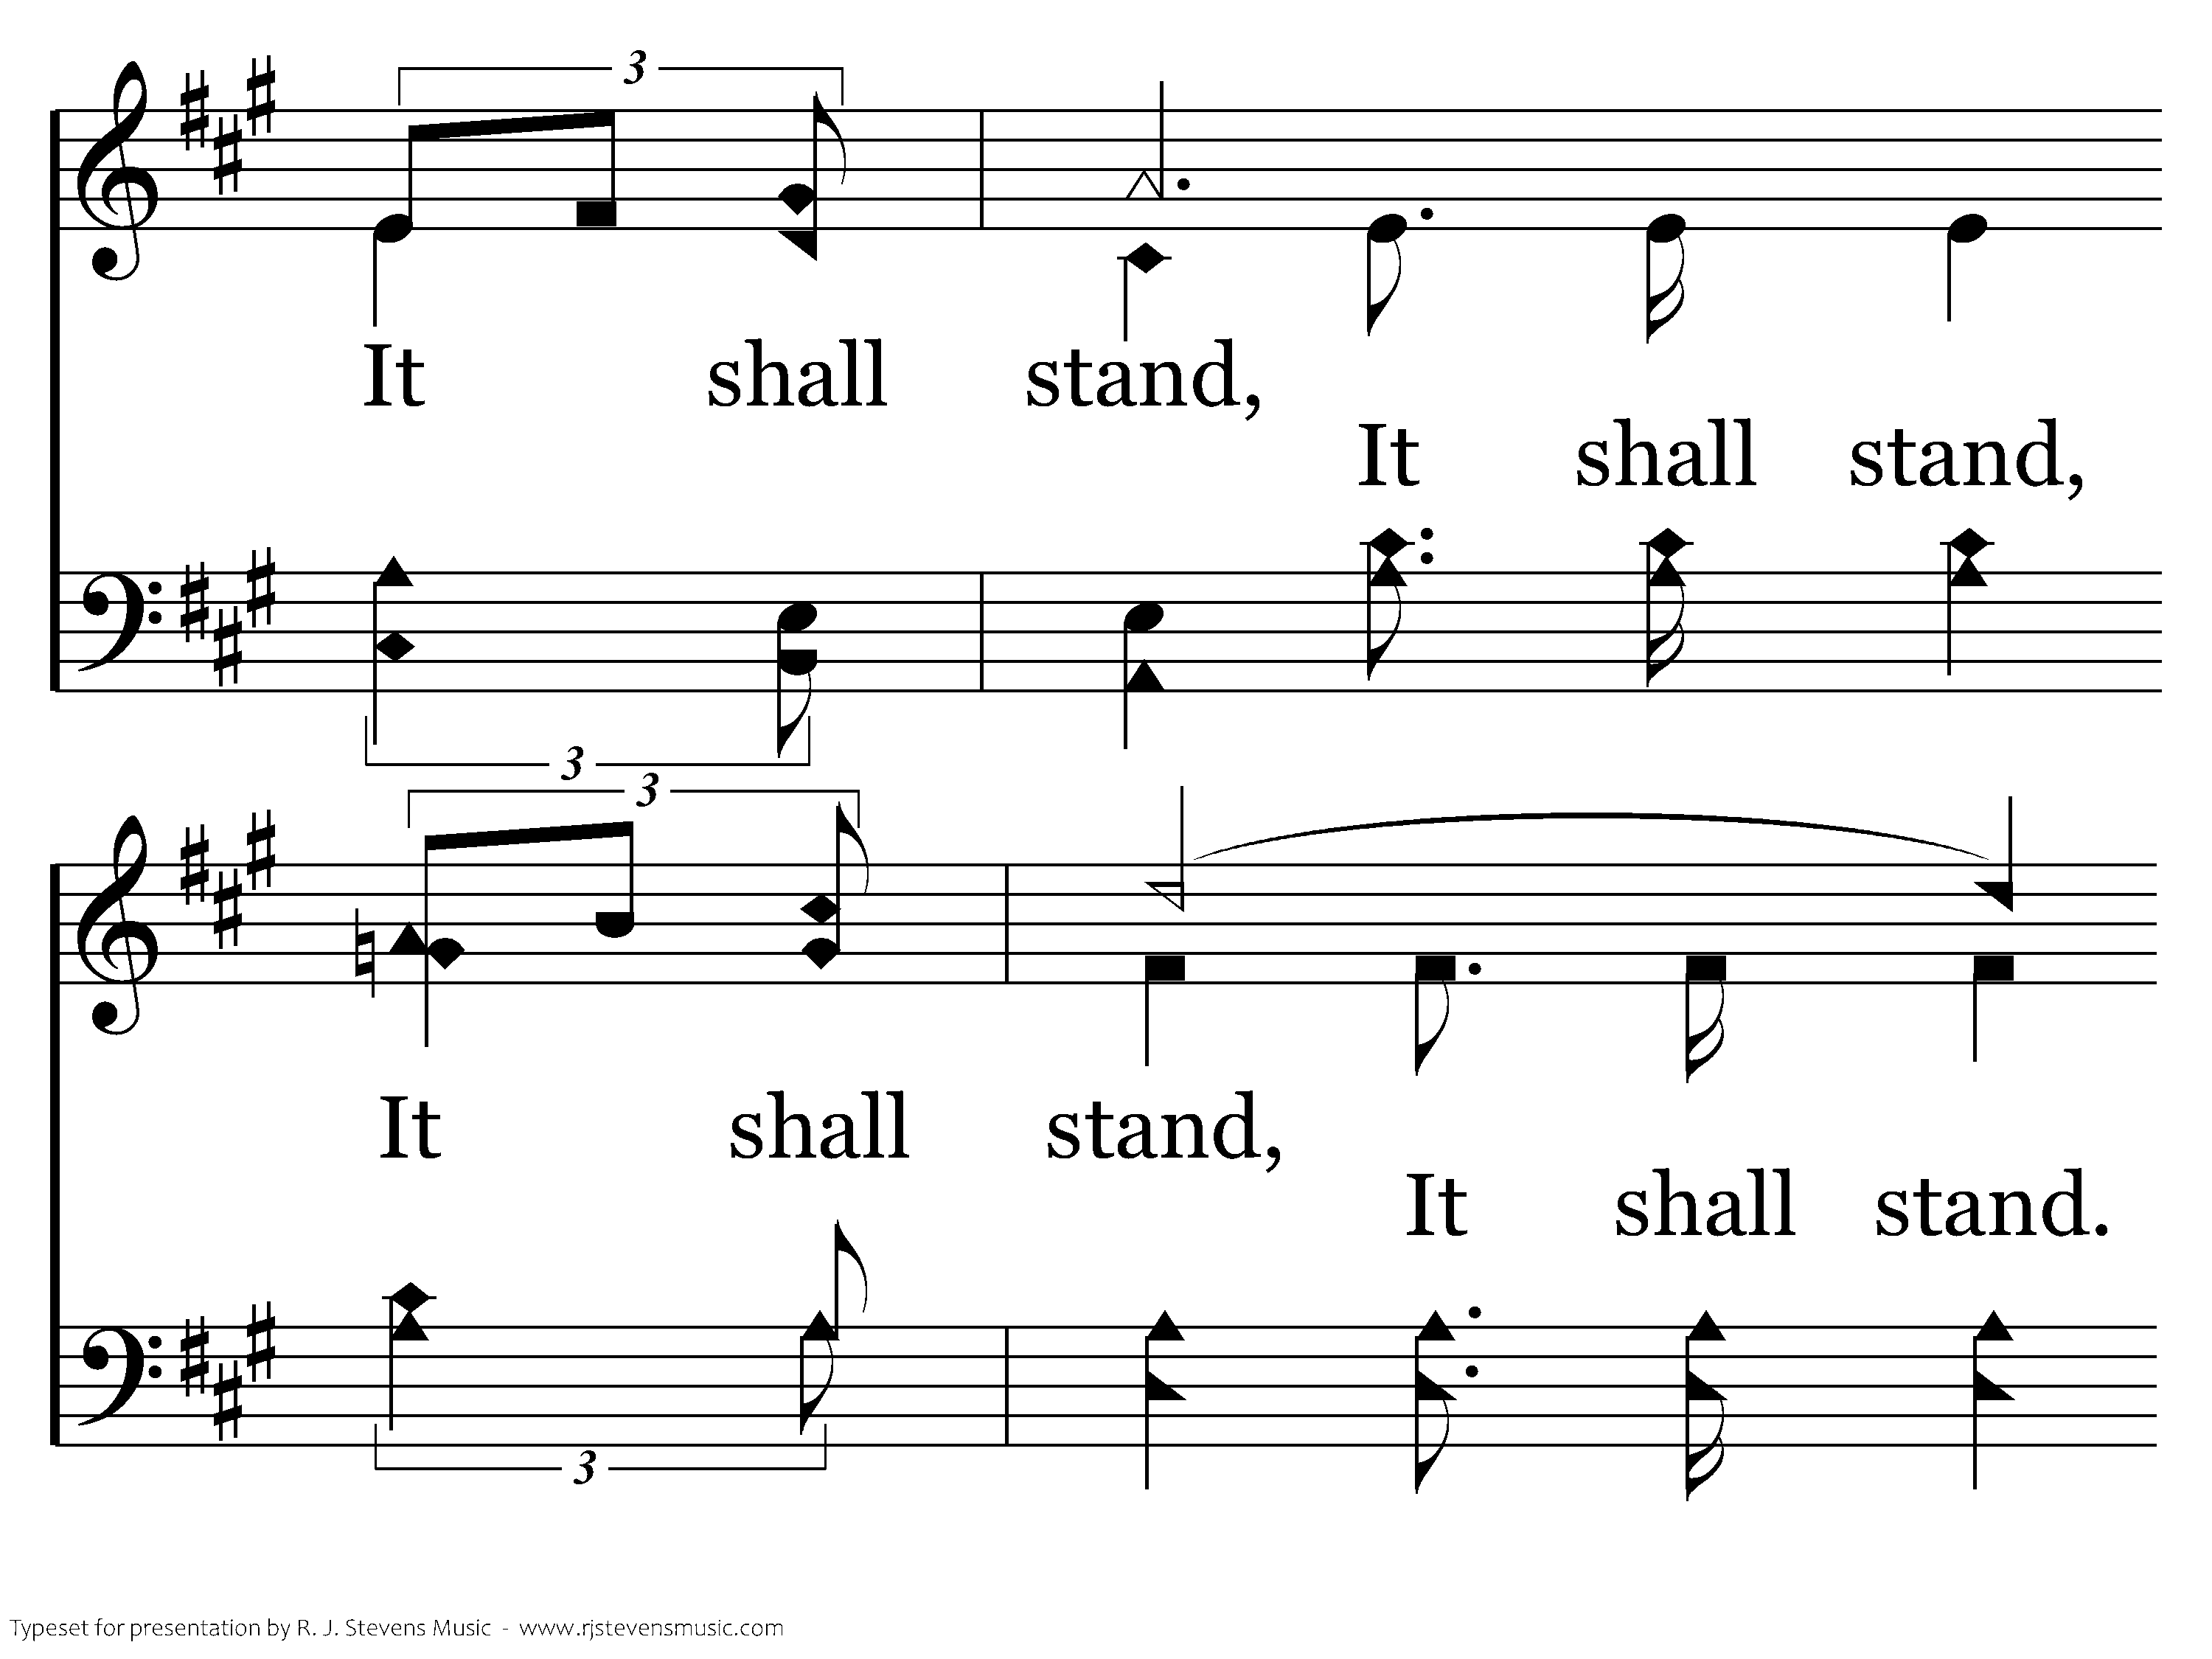 3
It shall stand,
It shall stand,
3
3
It shall stand,
It shall stand.
3
Typeset for presentation by R. J. Stevens Music - www.rjstevensmusic.com